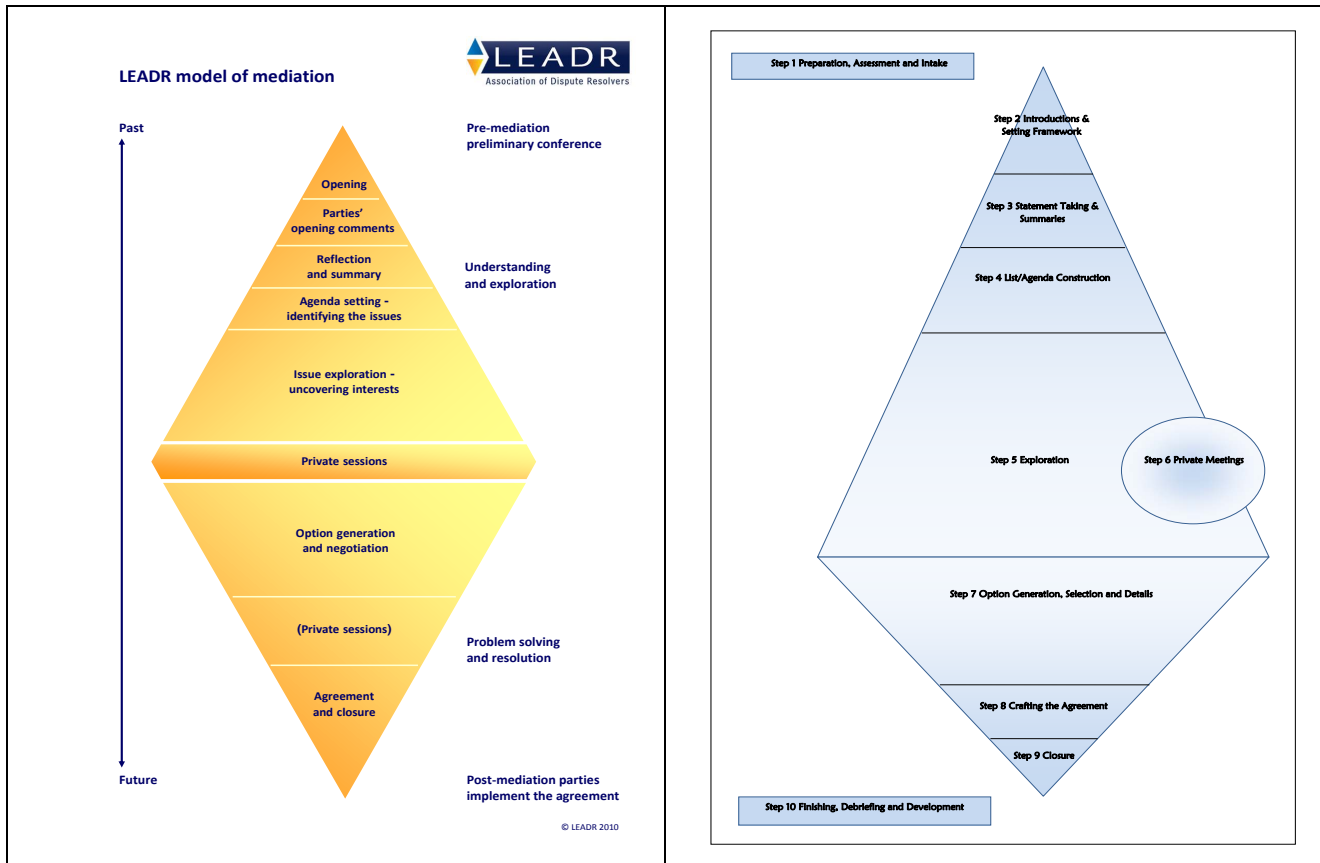 LEADR model of mediation
LEADR
Association of Dispute Resolvers
Past
Pre-mediation
preliminary conference
Opening
Parties'
opening comments
Reflection
and summary
Understanding
and exploration
Agenda setting -
identifying the issues
Issue exploration -
uncovering interests
Private sessions
Option generation
and negotiation
(Private sessions)
Problem solving
and resolution
Agreement
and closure
Future
Post-mediation parties
implement the agreement
© LEADR 2010
Step 1 Preparation, Assessment and Intake
Step 2 Introductions &
Setting Framework
Step 3 Statement Taking &
Summaries
Step 4 List/Agenda Construction
Step 5 Exploration
Step 6 Private Meetings
Step 7 Option Generation, Selection and Details
Step 8 Crafting the Agreement
Step 9 Closure
Step 10 Finishing, Debriefing and Development